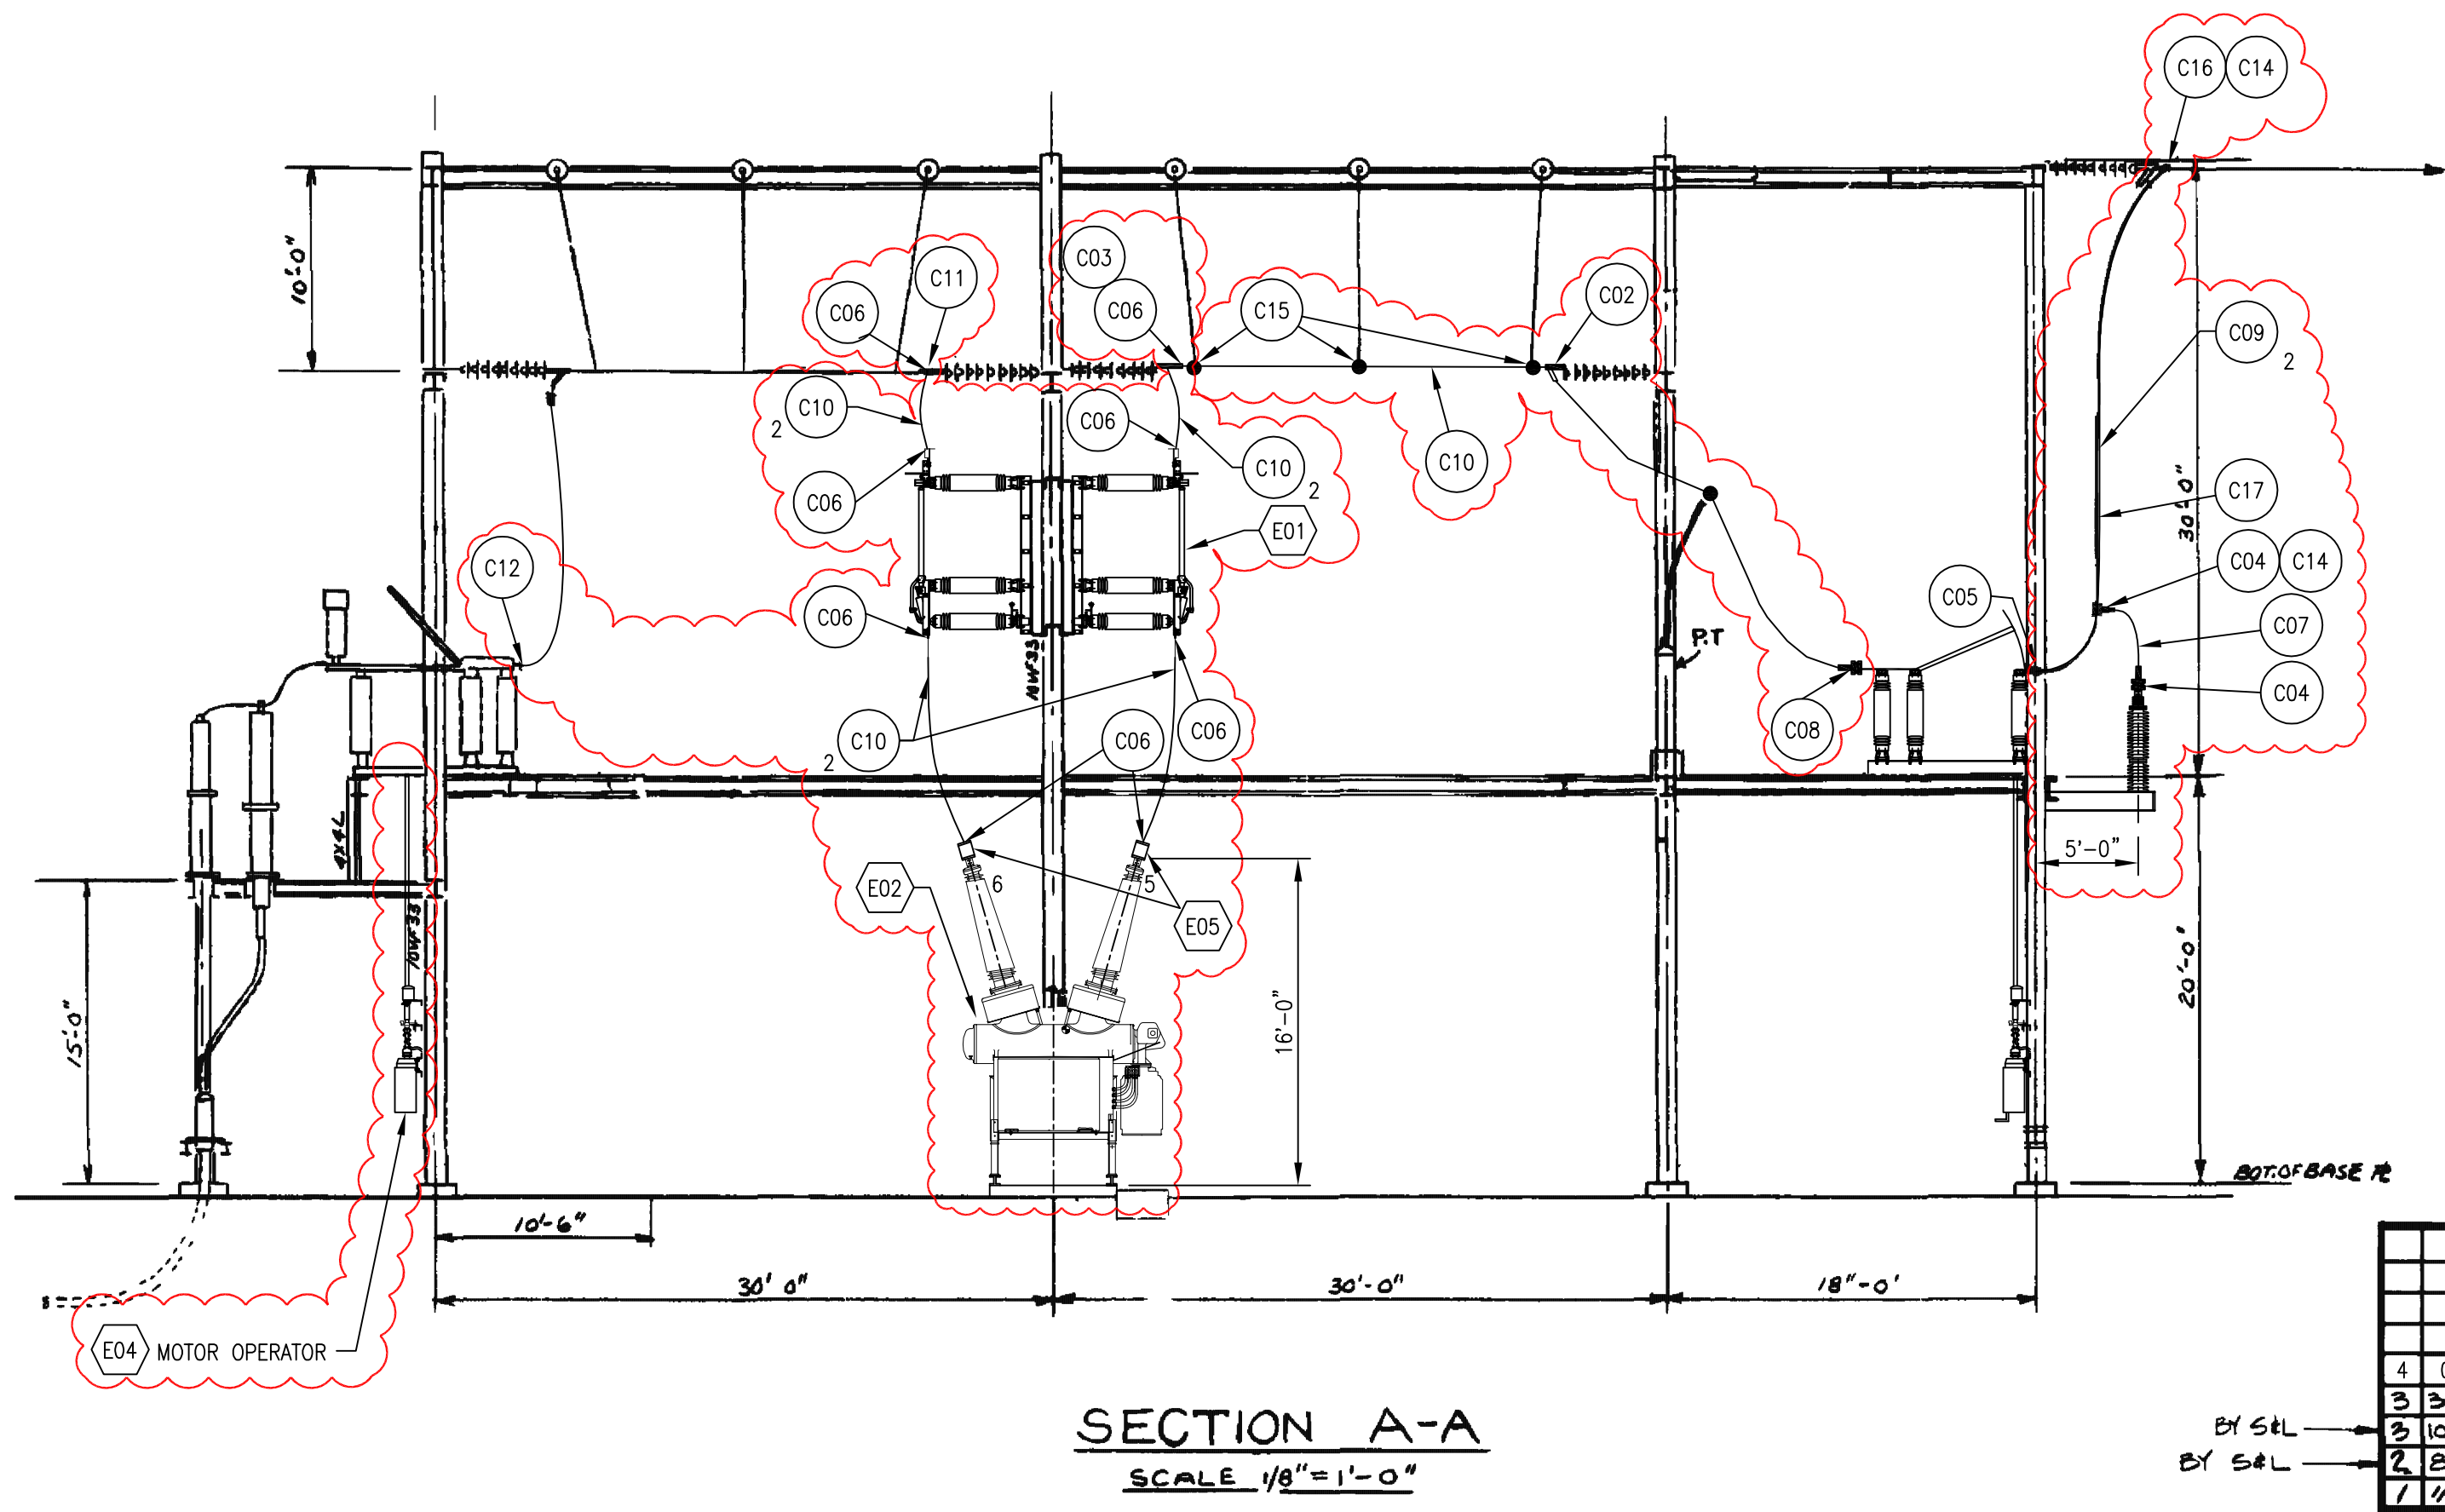 C16 C14
10'-0"
C03
C11
C06
C06
C15
C02
C09
2
C10
2
C06
C10
2
C10
C06
E01
C17
30'-0"
C12
C06
C05
C04 C14
C07
P.T
C04
C10
2
C06
C06
C08
4X4L
5'-0"
E02
6
5
E05
10WF33
15'-0"
16'-0"
20'-0"
BOT. OF BASE PL
10'-6"
30' 0"
30'-0"
18"-0'
E04 MOTOR OPERATOR
SECTION A-A
SCALE 1/8"=1'-0"
4
3
BY S&L
3 10
BY S&L
2
1